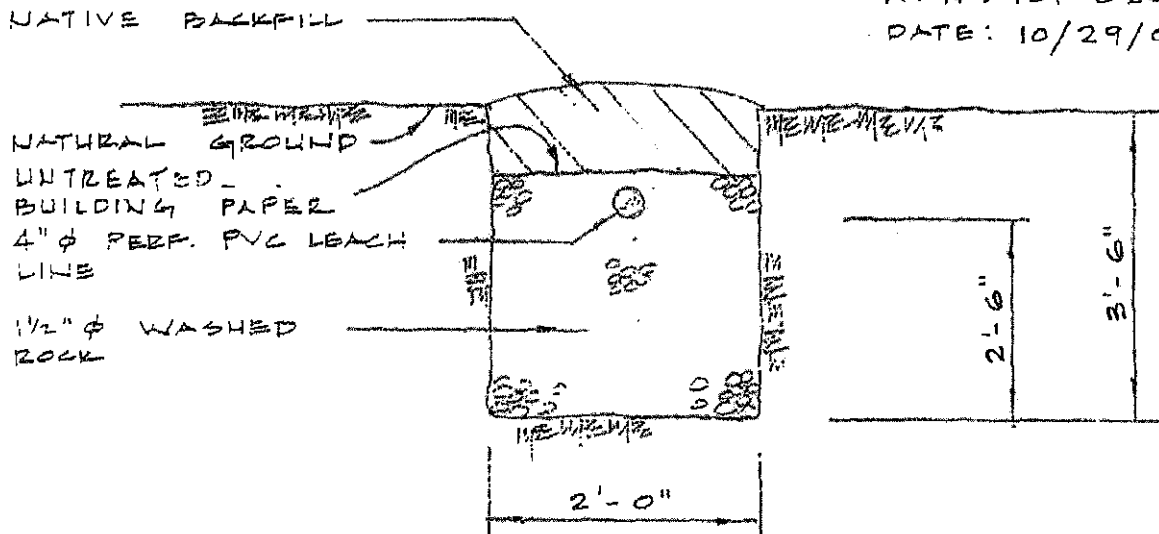 NATIVE BACKFILL
DATE: 10/29/0
NATURAL GROUND
UNTREATED
BUILDING PAPER
4"φ PERF. PVC LEACH
LINE
1½"φ WASHED
ROCK
2'-6"
3'-6"
2'-0"